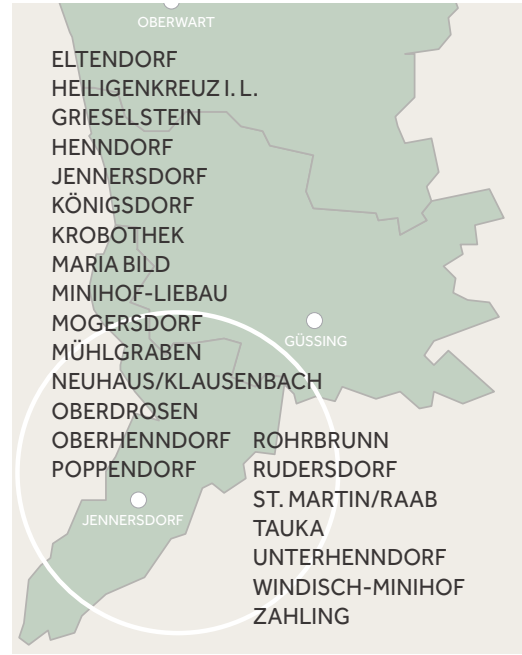 OBERWART
ELTENDORF
HEILIGENKREUZ I. L.
GRIESELSTEIN
HENNDORF
JENNERSDORF
KÖNIGSDORF
KROBOTHEK
MARIA BILD
MINIHOF-LIEBAU
MOGERSDORF
MÜHLGRABEN
NEUHAUS/KLAUSENBACH
OBERDROSEN
OBERHENNDORF
POPPENDORF
ROHRBRUNN
RUDERSDORF
ST. MARTIN/RAAB
TAUKA
UNTERHENNDORF
WINDISCH-MINIHOF
ZAHLING
GÜSSING
JENNERSDORF